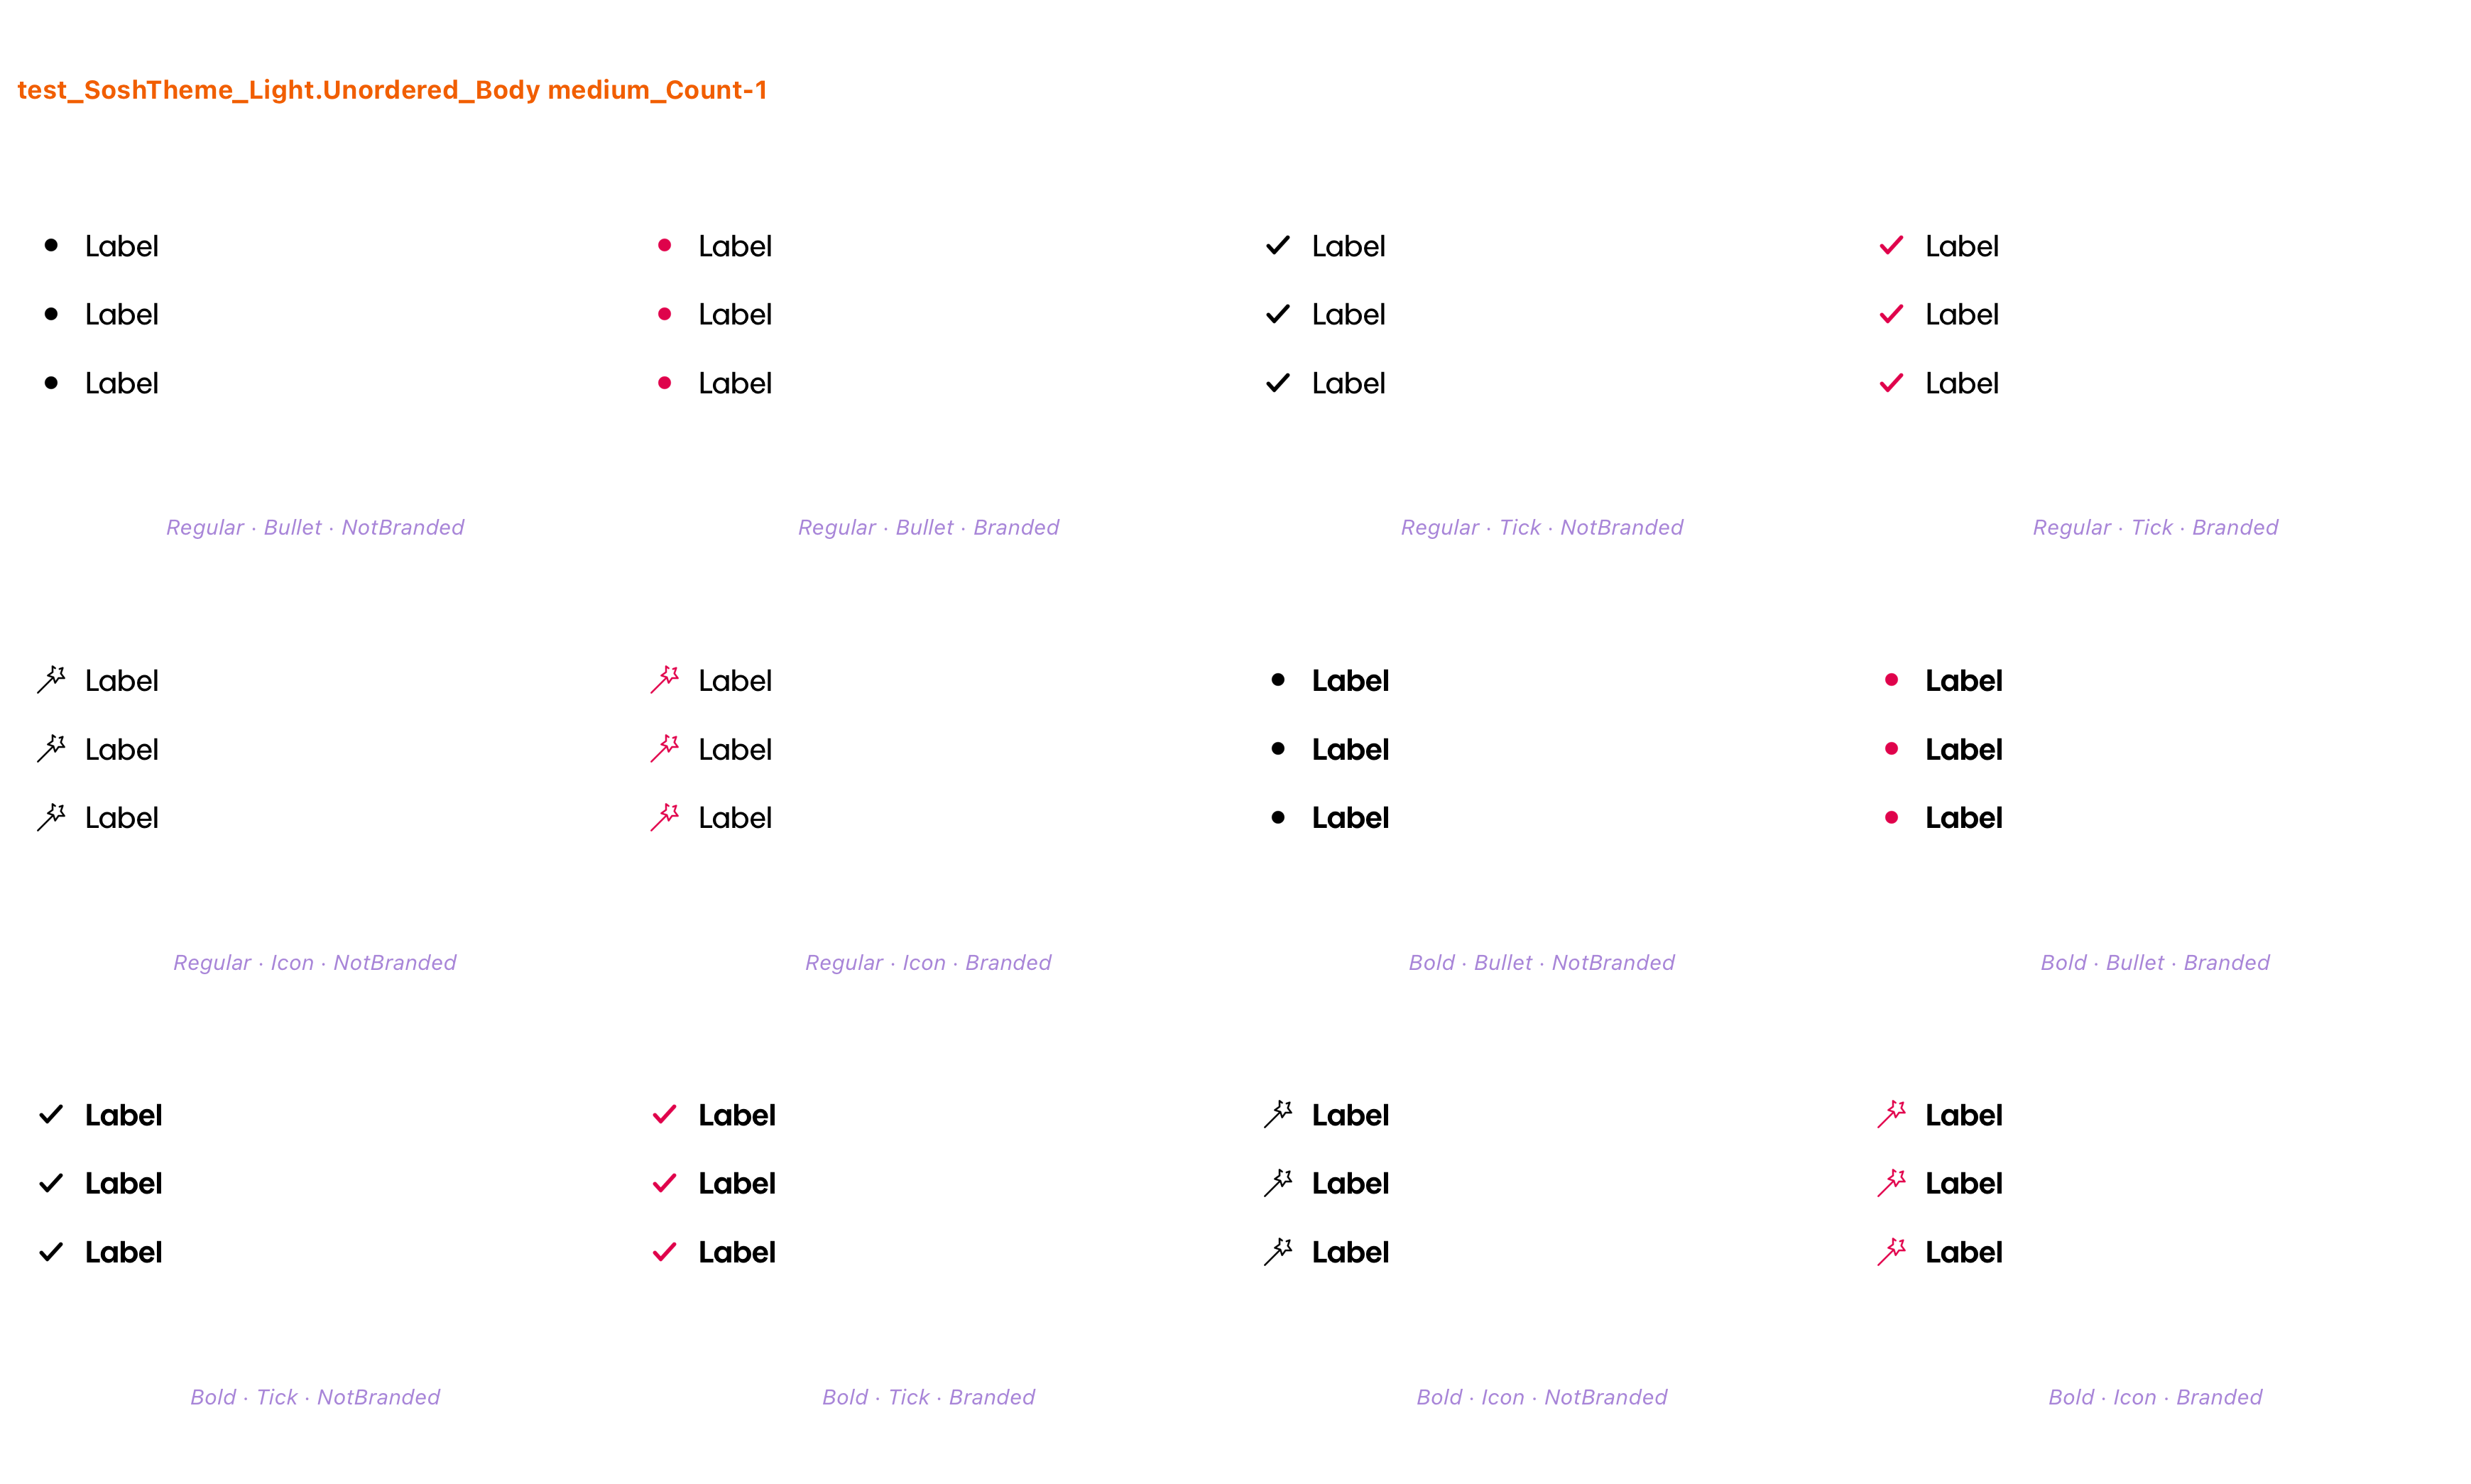 test_SoshTheme_Light.Unordered_Body medium_Count-1
Label
Label
Label
Regular · Bullet · NotBranded
Label
Label
Label
Regular · Bullet · Branded
Label
Label
Label
Regular · Tick · NotBranded
Label
Label
Label
Regular · Tick · Branded
Label
Label
Label
Regular · Icon · NotBranded
Label
Label
Label
Regular · Icon · Branded
Label
Label
Label
Bold · Bullet · NotBranded
Label
Label
Label
Bold · Bullet · Branded
Label
Label
Label
Bold · Tick · NotBranded
Label
Label
Label
Bold · Tick · Branded
Label
Label
Label
Bold · Icon · NotBranded
Label
Label
Label
Bold · Icon · Branded